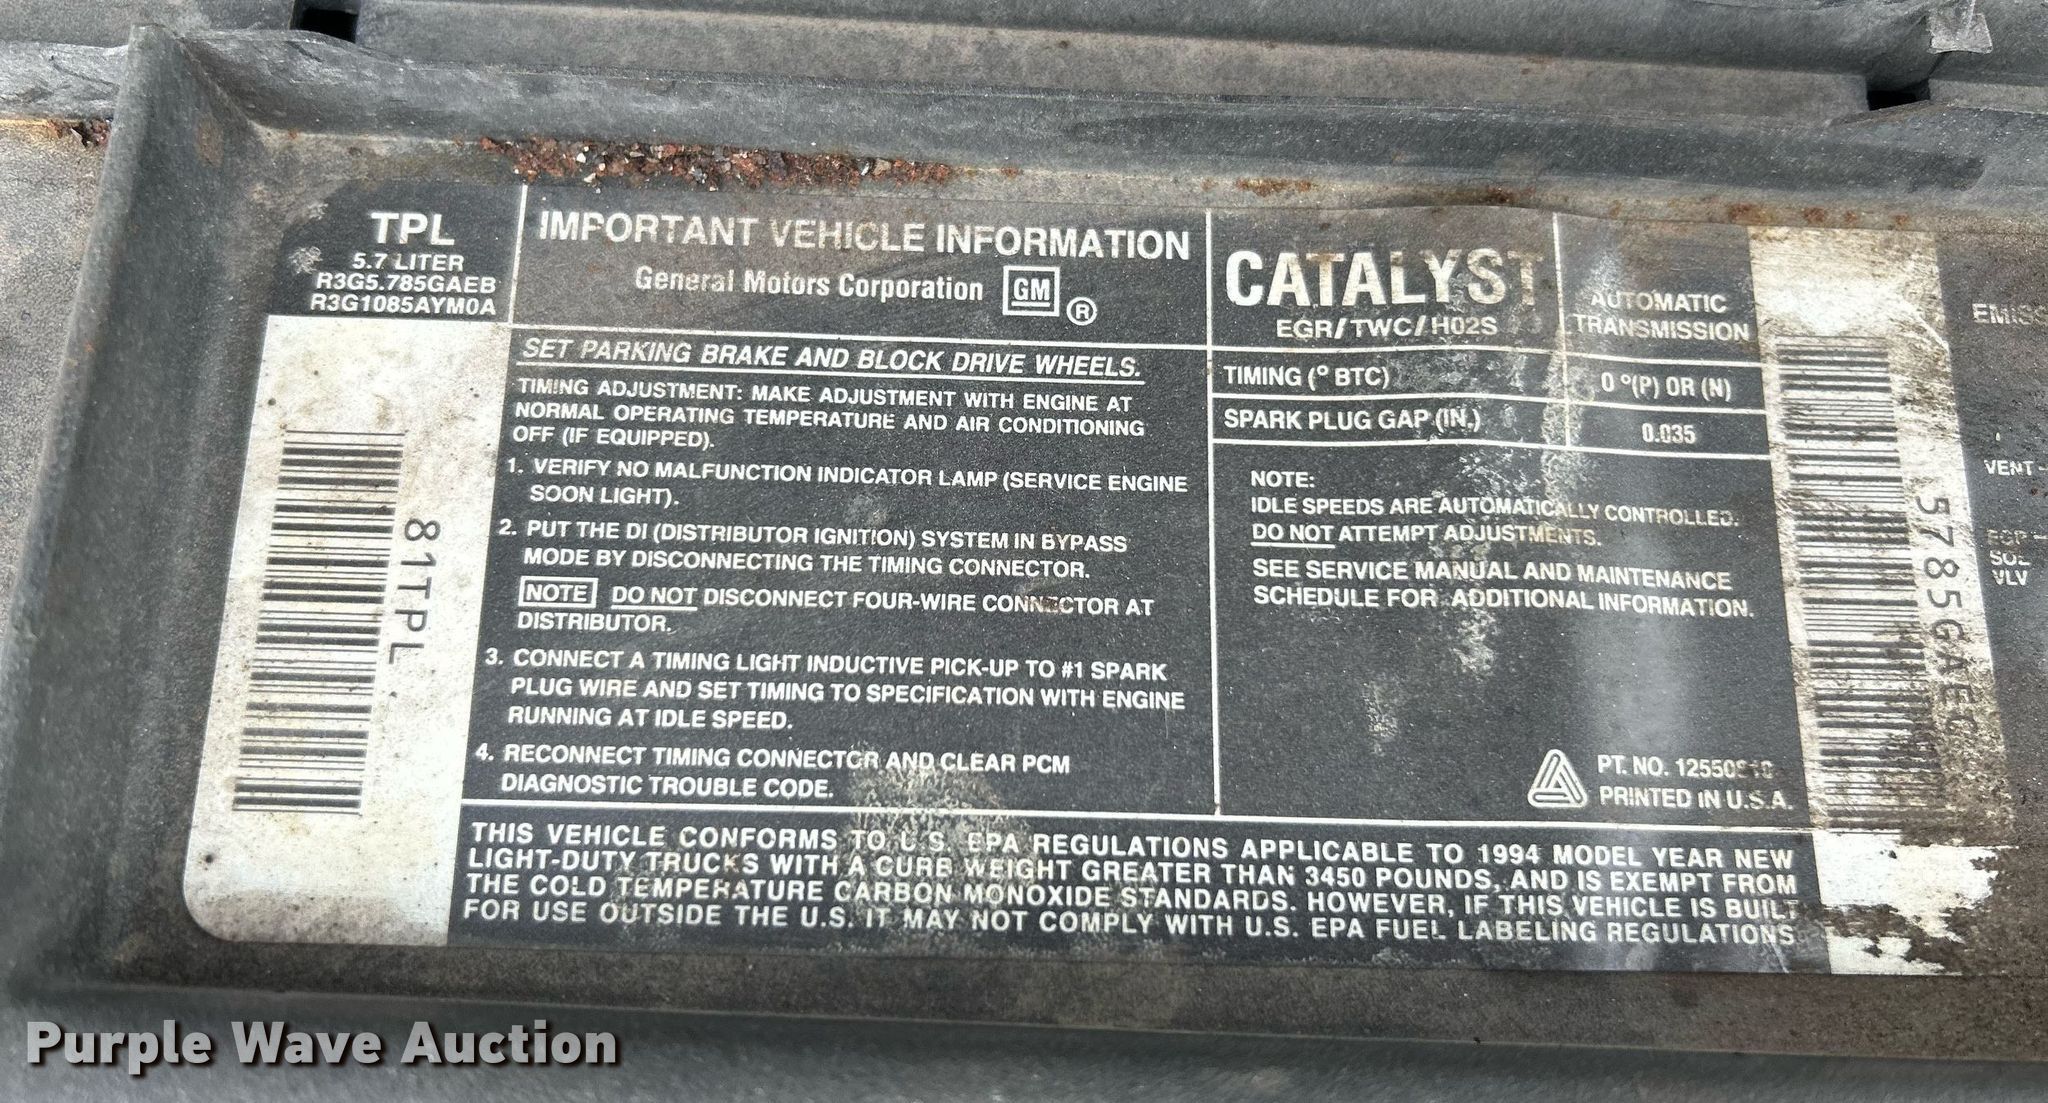 TPL
5.7 LITER
R3G5.785GAEB
R3G1085AYM0A
IMPORTANT VEHICLE INFORMATION
General Motors Corporation GM ®
SET PARKING BRAKE AND BLOCK DRIVE WHEELS.
TIMING ADJUSTMENT: MAKE ADJUSTMENT WITH ENGINE AT
NORMAL OPERATING TEMPERATURE AND AIR CONDITIONING
OFF (IF EQUIPPED).
1. VERIFY NO MALFUNCTION INDICATOR LAMP (SERVICE ENGINE
SOON LIGHT).
2. PUT THE DI (DISTRIBUTOR IGNITION) SYSTEM IN BYPASS
MODE BY DISCONNECTING THE TIMING CONNECTOR.
NOTE DO NOT DISCONNECT FOUR-WIRE CONNECTOR AT
DISTRIBUTOR.
3. CONNECT A TIMING LIGHT INDUCTIVE PICK-UP TO #1 SPARK
PLUG WIRE AND SET TIMING TO SPECIFICATION WITH ENGINE
RUNNING AT IDLE SPEED.
4. RECONNECT TIMING CONNECTOR AND CLEAR PCM
DIAGNOSTIC TROUBLE CODE.
CATALYST
EGR/TWC/HO2S
AUTOMATIC
TRANSMISSION
TIMING (° BTC)
0 °(P) OR (N)
SPARK PLUG GAP (IN.)
0.035
NOTE:
IDLE SPEEDS ARE AUTOMATICALLY CONTROLLED.
DO NOT ATTEMPT ADJUSTMENTS.
SEE SERVICE MANUAL AND MAINTENANCE
SCHEDULE FOR ADDITIONAL INFORMATION.
PT. NO.
PRINTED IN U.S.A.
THIS VEHICLE CONFORMS TO U.S. EPA REGULATIONS APPLICABLE TO 1994 MODEL YEAR NEW
LIGHT-DUTY TRUCKS WITH A CURB WEIGHT GREATER THAN 3450 POUNDS, AND IS EXEMPT FROM
THE COLD TEMPERATURE CARBON MONOXIDE STANDARDS. HOWEVER, IF THIS VEHICLE IS BUILT
FOR USE OUTSIDE THE U.S. IT MAY NOT COMPLY WITH U.S. EPA FUEL LABELING REGULATIONS
81TPL
VENT
SOL
VLV
Purple Wave Auction